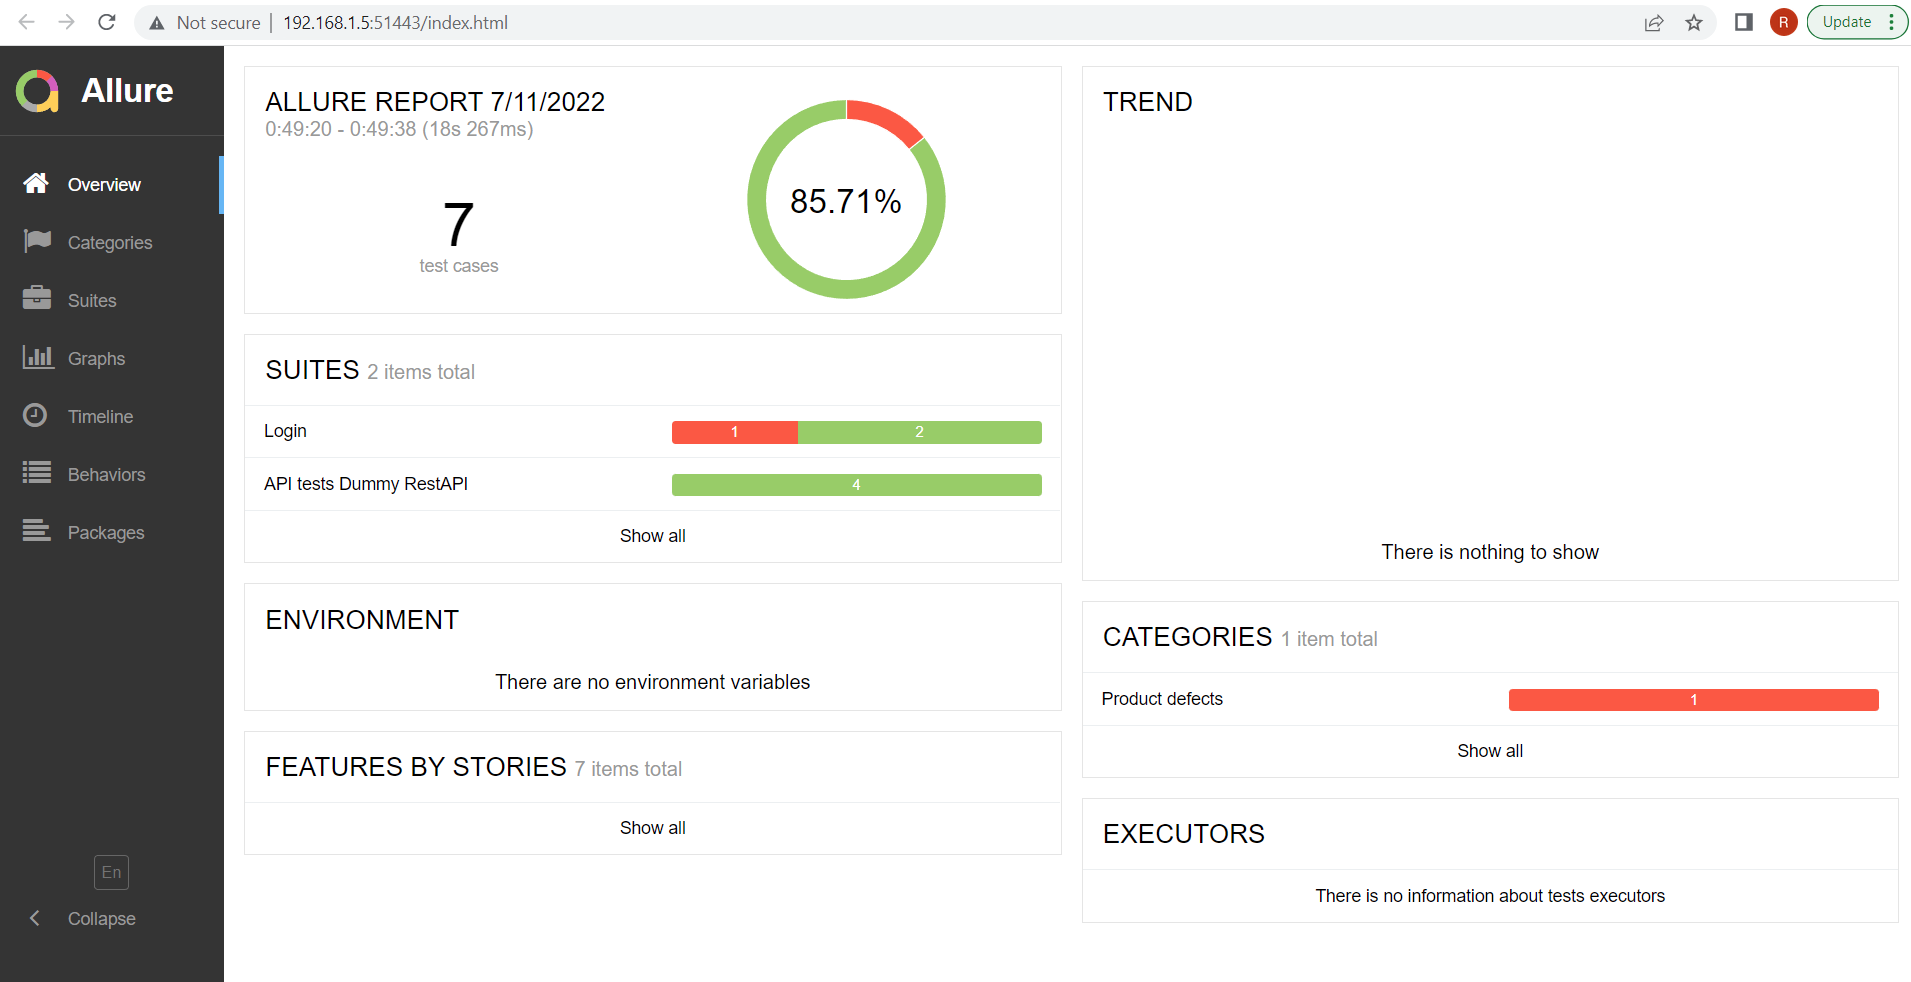 Not secure | 192.168.1.5:51443/index.html
R
Update
Allure
Overview
Categories
Suites
Graphs
Timeline
Behaviors
Packages
En
Collapse
ALLURE REPORT 7/11/2022
0:49:20 - 0:49:38 (18s 267ms)
7
test cases
85.71%
SUITES 2 items total
Login 1 2
API tests Dummy RestAPI 4
Show all
ENVIRONMENT
There are no environment variables
FEATURES BY STORIES 7 items total
Show all
TREND
There is nothing to show
CATEGORIES 1 item total
Product defects 1
Show all
EXECUTORS
There is no information about tests executors